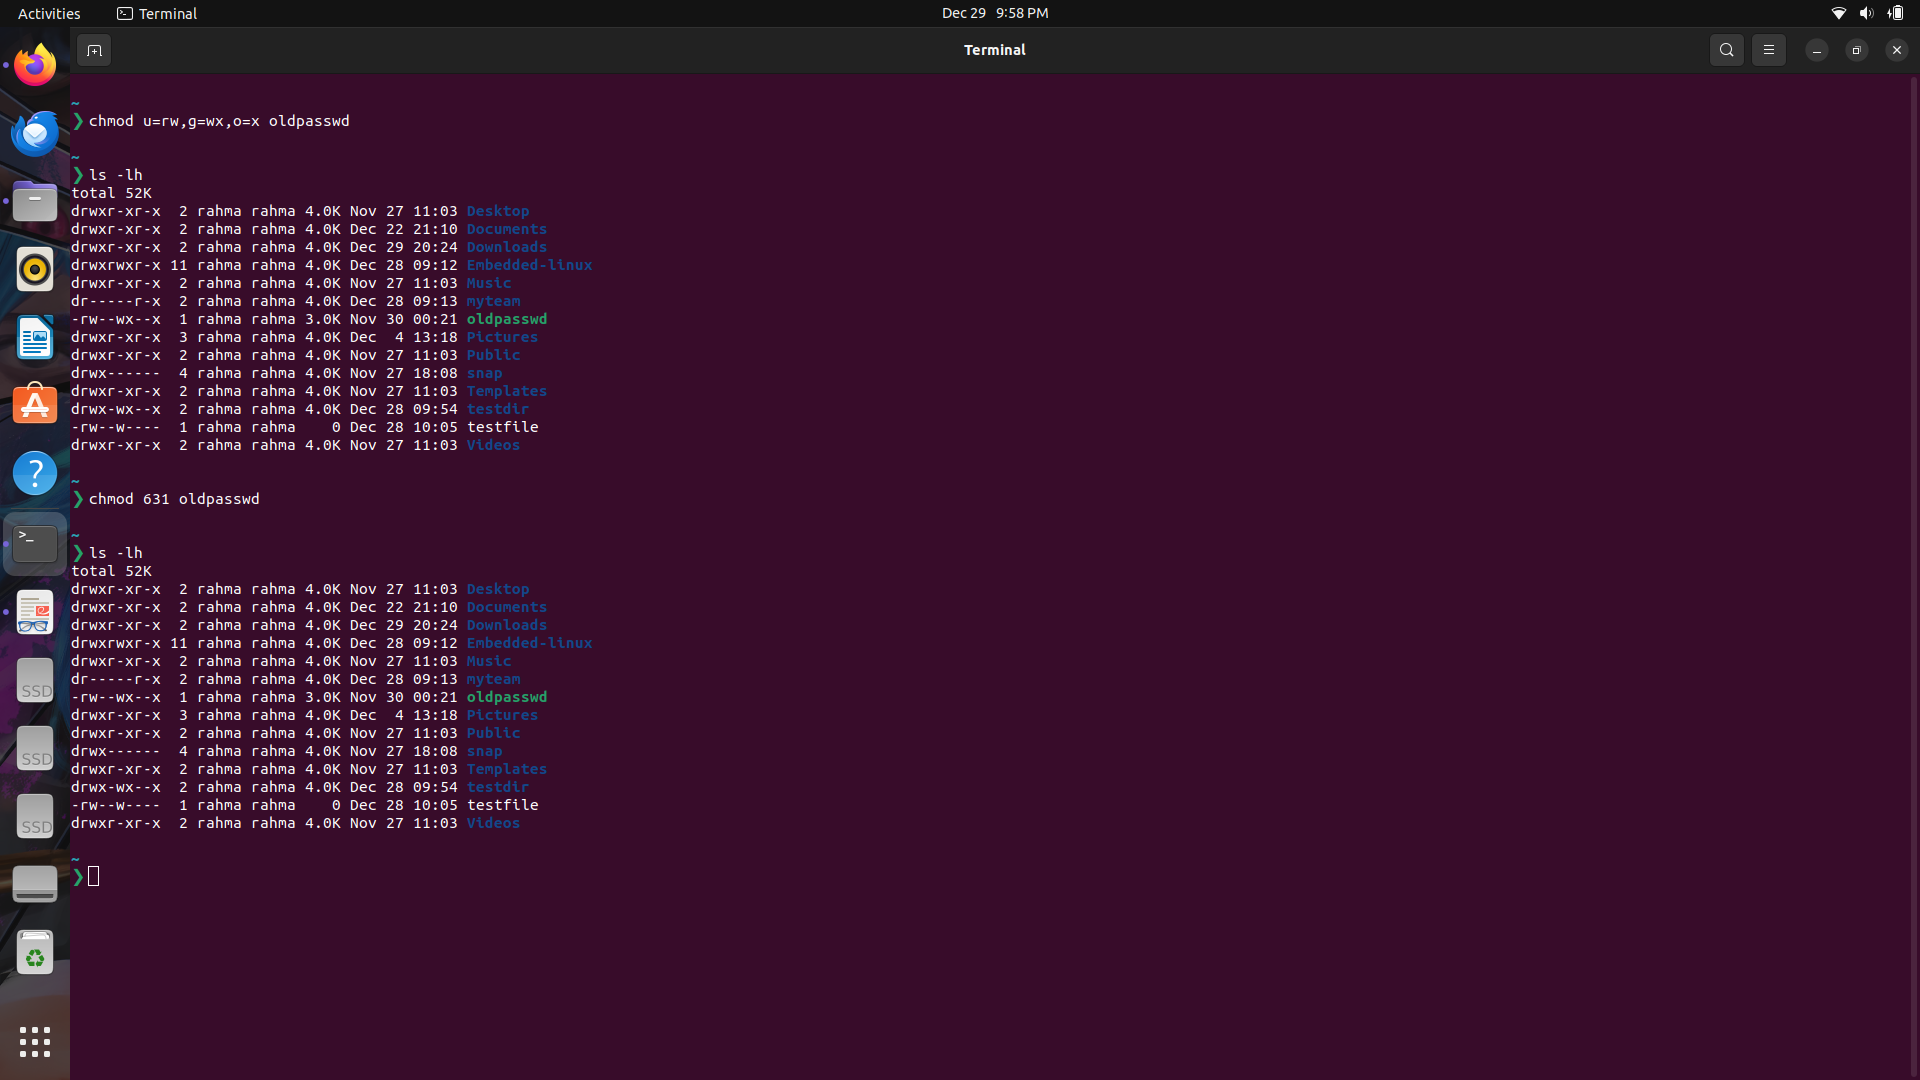 Activities Terminal Dec 29 9:58 PM
Terminal
~
❯ chmod u=rw,g=wx,o=x oldpasswd
~
❯ ls -lh
total 52K
drwxr-xr-x  2 rahma rahma 4.0K Nov 27 11:03 Desktop
drwxr-xr-x  2 rahma rahma 4.0K Dec 22 21:10 Documents
drwxr-xr-x  2 rahma rahma 4.0K Dec 29 20:24 Downloads
drwxrwxr-x 11 rahma rahma 4.0K Dec 28 09:12 Embedded-linux
drwxr-xr-x  2 rahma rahma 4.0K Nov 27 11:03 Music
dr-----r-x  2 rahma rahma 4.0K Dec 28 09:13 myteam
-rw--wx--x  1 rahma rahma 3.0K Nov 30 00:21 oldpasswd
drwxr-xr-x  3 rahma rahma 4.0K Dec  4 13:18 Pictures
drwxr-xr-x  2 rahma rahma 4.0K Nov 27 11:03 Public
drwx------  4 rahma rahma 4.0K Nov 27 18:08 snap
drwxr-xr-x  2 rahma rahma 4.0K Nov 27 11:03 Templates
drwx-wx--x  2 rahma rahma 4.0K Dec 28 09:54 testdir
-rw--w----  1 rahma rahma    0 Dec 28 10:05 testfile
drwxr-xr-x  2 rahma rahma 4.0K Nov 27 11:03 Videos
~
❯ chmod 631 oldpasswd
~
❯ ls -lh
total 52K
drwxr-xr-x  2 rahma rahma 4.0K Nov 27 11:03 Desktop
drwxr-xr-x  2 rahma rahma 4.0K Dec 22 21:10 Documents
drwxr-xr-x  2 rahma rahma 4.0K Dec 29 20:24 Downloads
drwxrwxr-x 11 rahma rahma 4.0K Dec 28 09:12 Embedded-linux
drwxr-xr-x  2 rahma rahma 4.0K Nov 27 11:03 Music
dr-----r-x  2 rahma rahma 4.0K Dec 28 09:13 myteam
-rw--wx--x  1 rahma rahma 3.0K Nov 30 00:21 oldpasswd
drwxr-xr-x  3 rahma rahma 4.0K Dec  4 13:18 Pictures
drwxr-xr-x  2 rahma rahma 4.0K Nov 27 11:03 Public
drwx------  4 rahma rahma 4.0K Nov 27 18:08 snap
drwxr-xr-x  2 rahma rahma 4.0K Nov 27 11:03 Templates
drwx-wx--x  2 rahma rahma 4.0K Dec 28 09:54 testdir
-rw--w----  1 rahma rahma    0 Dec 28 10:05 testfile
drwxr-xr-x  2 rahma rahma 4.0K Nov 27 11:03 Videos
~
❯
?
>_
SSD
SSD
SSD